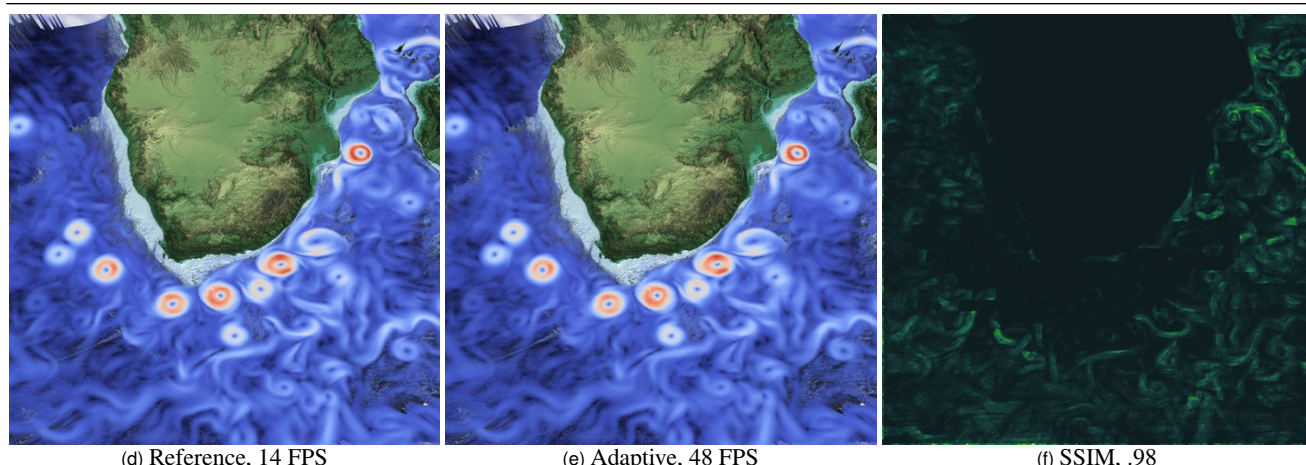 (d) Reference, 14 FPS
(e) Adaptive, 48 FPS
(f) SSIM, .98